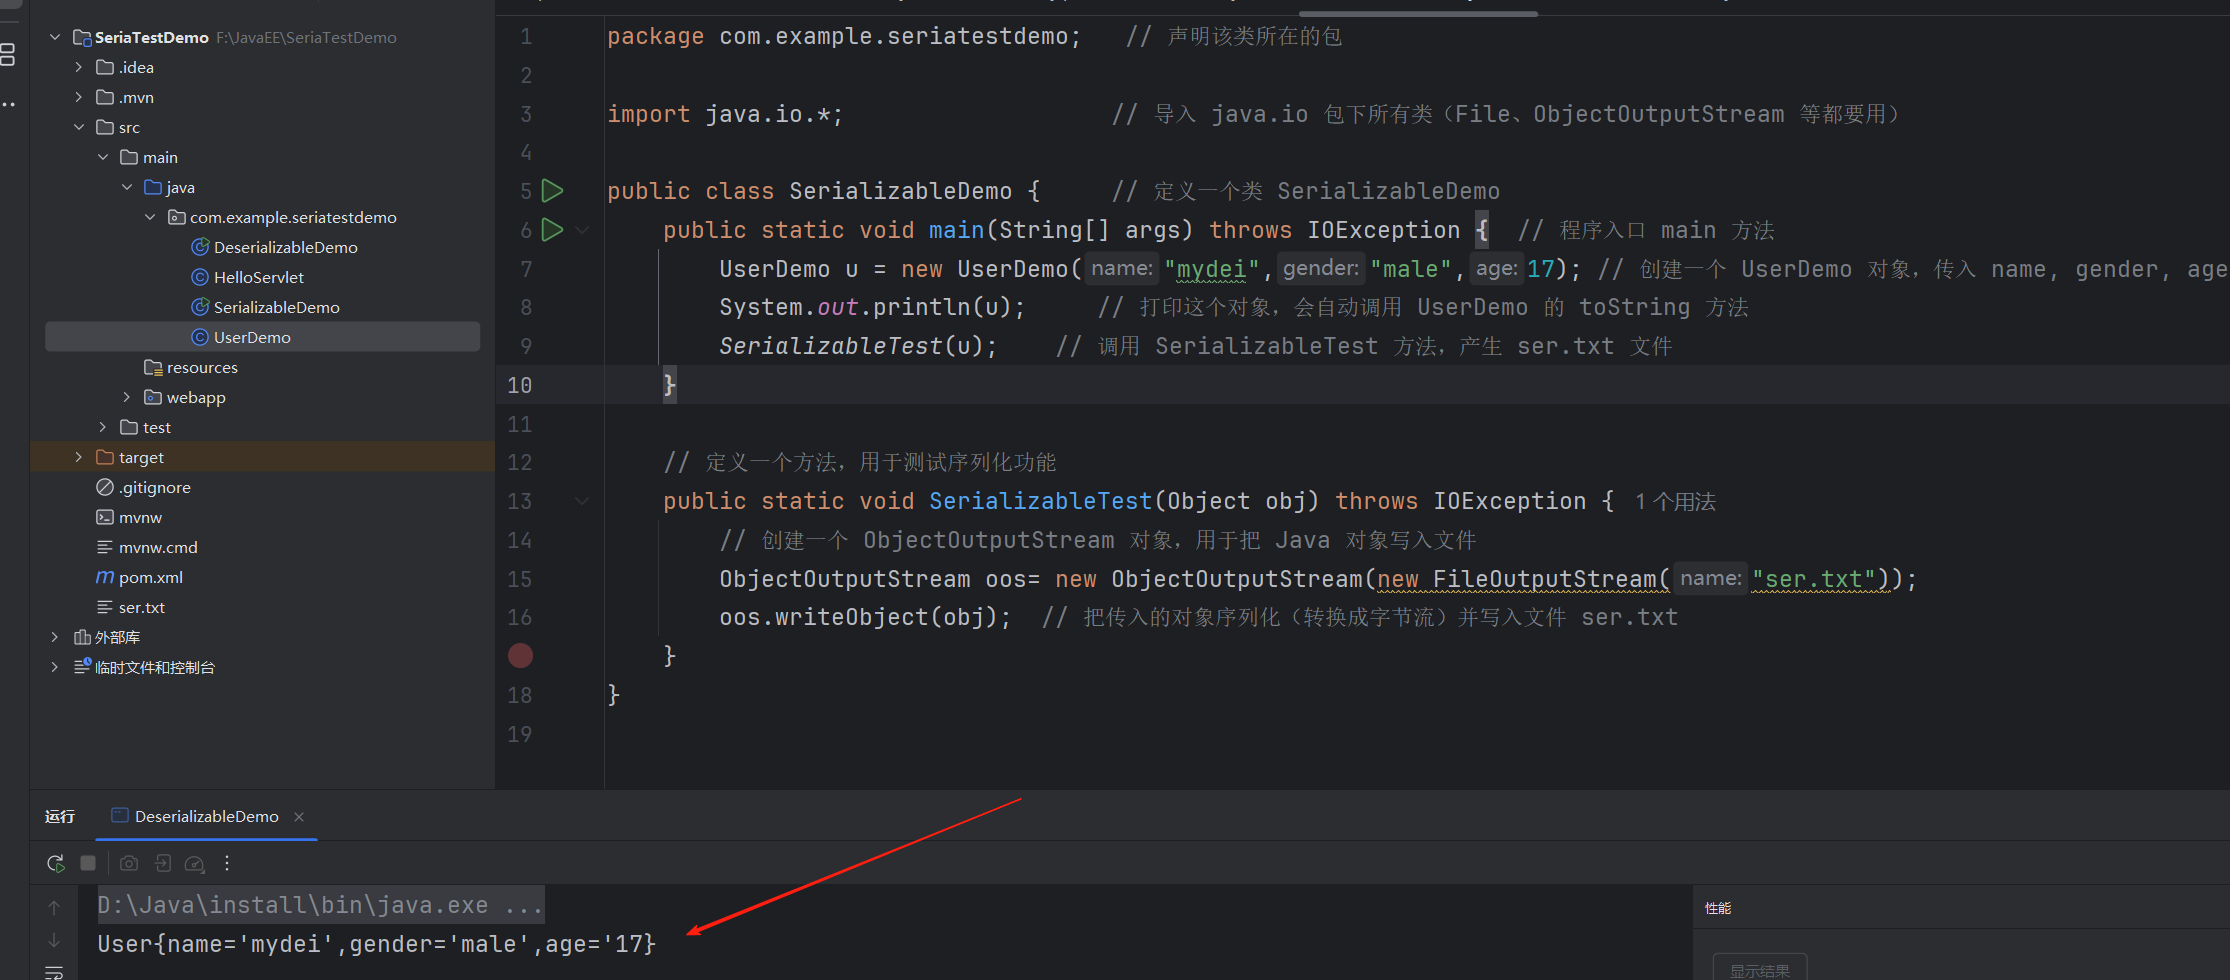 SeriaTestDemo F:\JavaEE\SeriaTestDemo
.idea
.mvn
src
main
java
com.example.seriatestdemo
DeserializableDemo
HelloServlet
SerializableDemo
UserDemo
resources
webapp
test
target
.gitignore
mvnw
mvnw.cmd
pom.xml
ser.txt
外部库
临时文件和控制台
1 package com.example.seriatestdemo; // 声明该类所在的包
2
3 import java.io.*; // 导入 java.io 包下所有类（File、ObjectOutputStream 等都要用）
4
5 public class SerializableDemo { // 定义一个类 SerializableDemo
6 public static void main(String[] args) throws IOException { // 程序入口 main 方法
7 UserDemo u = new UserDemo( name: "mydei", gender: "male", age: 17); // 创建一个 UserDemo 对象，传入 name, gender, age
8 System.out.println(u); // 打印这个对象，会自动调用 UserDemo 的 toString 方法
9 SerializableTest(u); // 调用 SerializableTest 方法，产生 ser.txt 文件
10 }
11
12 // 定义一个方法，用于测试序列化功能
13 public static void SerializableTest(Object obj) throws IOException { 1 个用法
14 // 创建一个 ObjectOutputStream 对象，用于把 Java 对象写入文件
15 ObjectOutputStream oos= new ObjectOutputStream(new FileOutputStream( name: "ser.txt"));
16 oos.writeObject(obj); // 把传入的对象序列化（转换成字节流）并写入文件 ser.txt
}
18 }
19
运行 DeserializableDemo
D:\Java\install\bin\java.exe ...
User{name='mydei',gender='male',age='17}
性能
显示结果